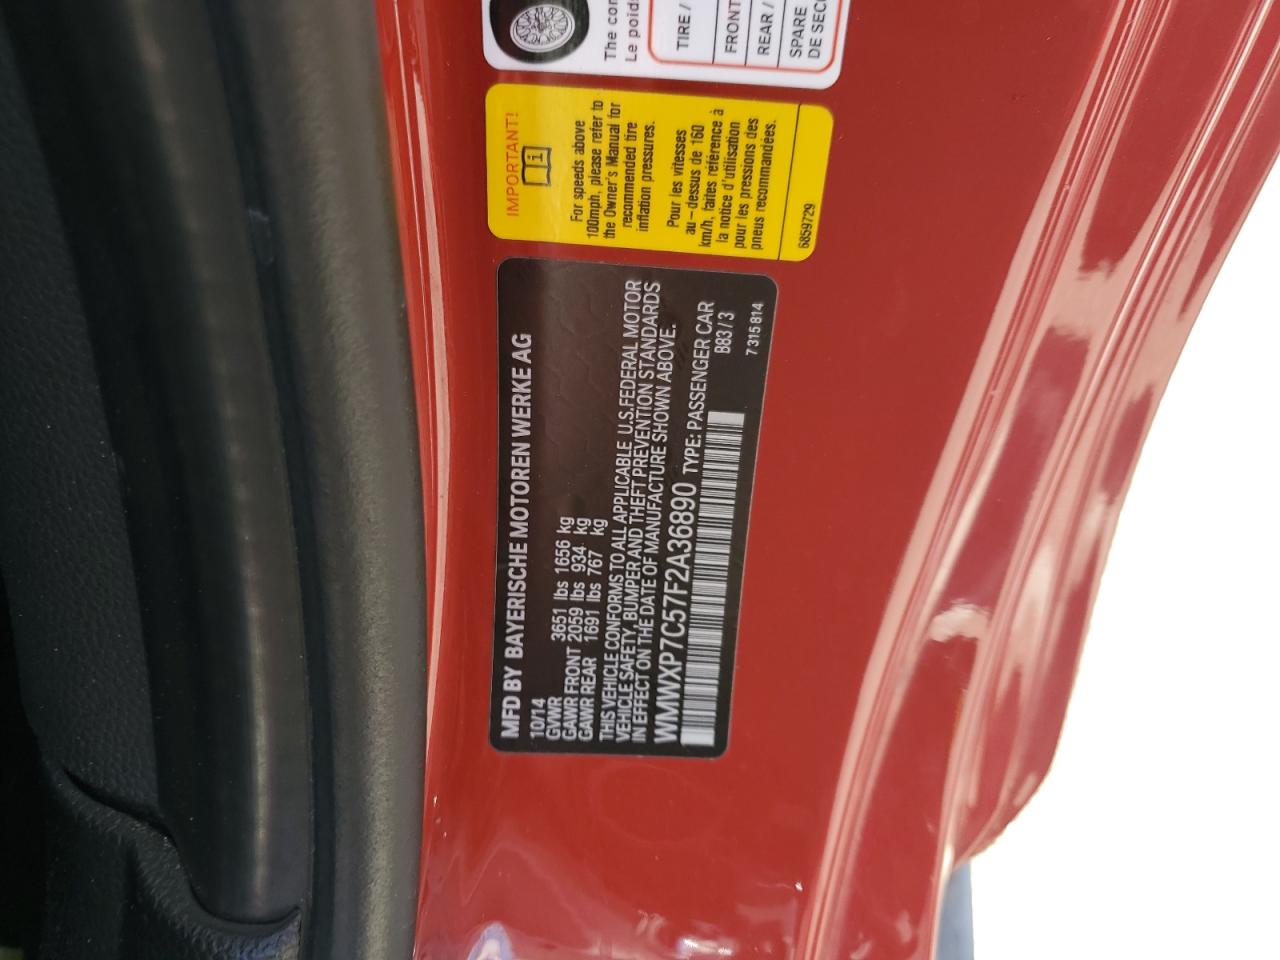 MFD BY BAYERISCHE MOTOREN WERKE AG
10/14
GVWR 3651 lbs 1656 kg
GAWR FRONT 2059 lbs 934 kg
GAWR REAR 1691 lbs 767 kg
THIS VEHICLE CONFORMS TO ALL APPLICABLE U.S.FEDERAL MOTOR
VEHICLE SAFETY, BUMPER AND THEFT PREVENTION STANDARDS
IN EFFECT ON THE DATE OF MANUFACTURE SHOWN ABOVE.
WMWXP7C57F2A36890 TYPE: PASSENGER CAR
B83 / 3
7 315 814
IMPORTANT!
i
For speeds above
100mph, please refer to
the Owner's Manual for
recommended tire
inflation pressures.
Pour les vitesses
au-dessus de 160
km/h, faites référence à
la notice d'utilisation
pour les pressions des
pneus recommandées.
6859729
The
Le
TIRE /
FRONT
REAR /
SPARE
DE